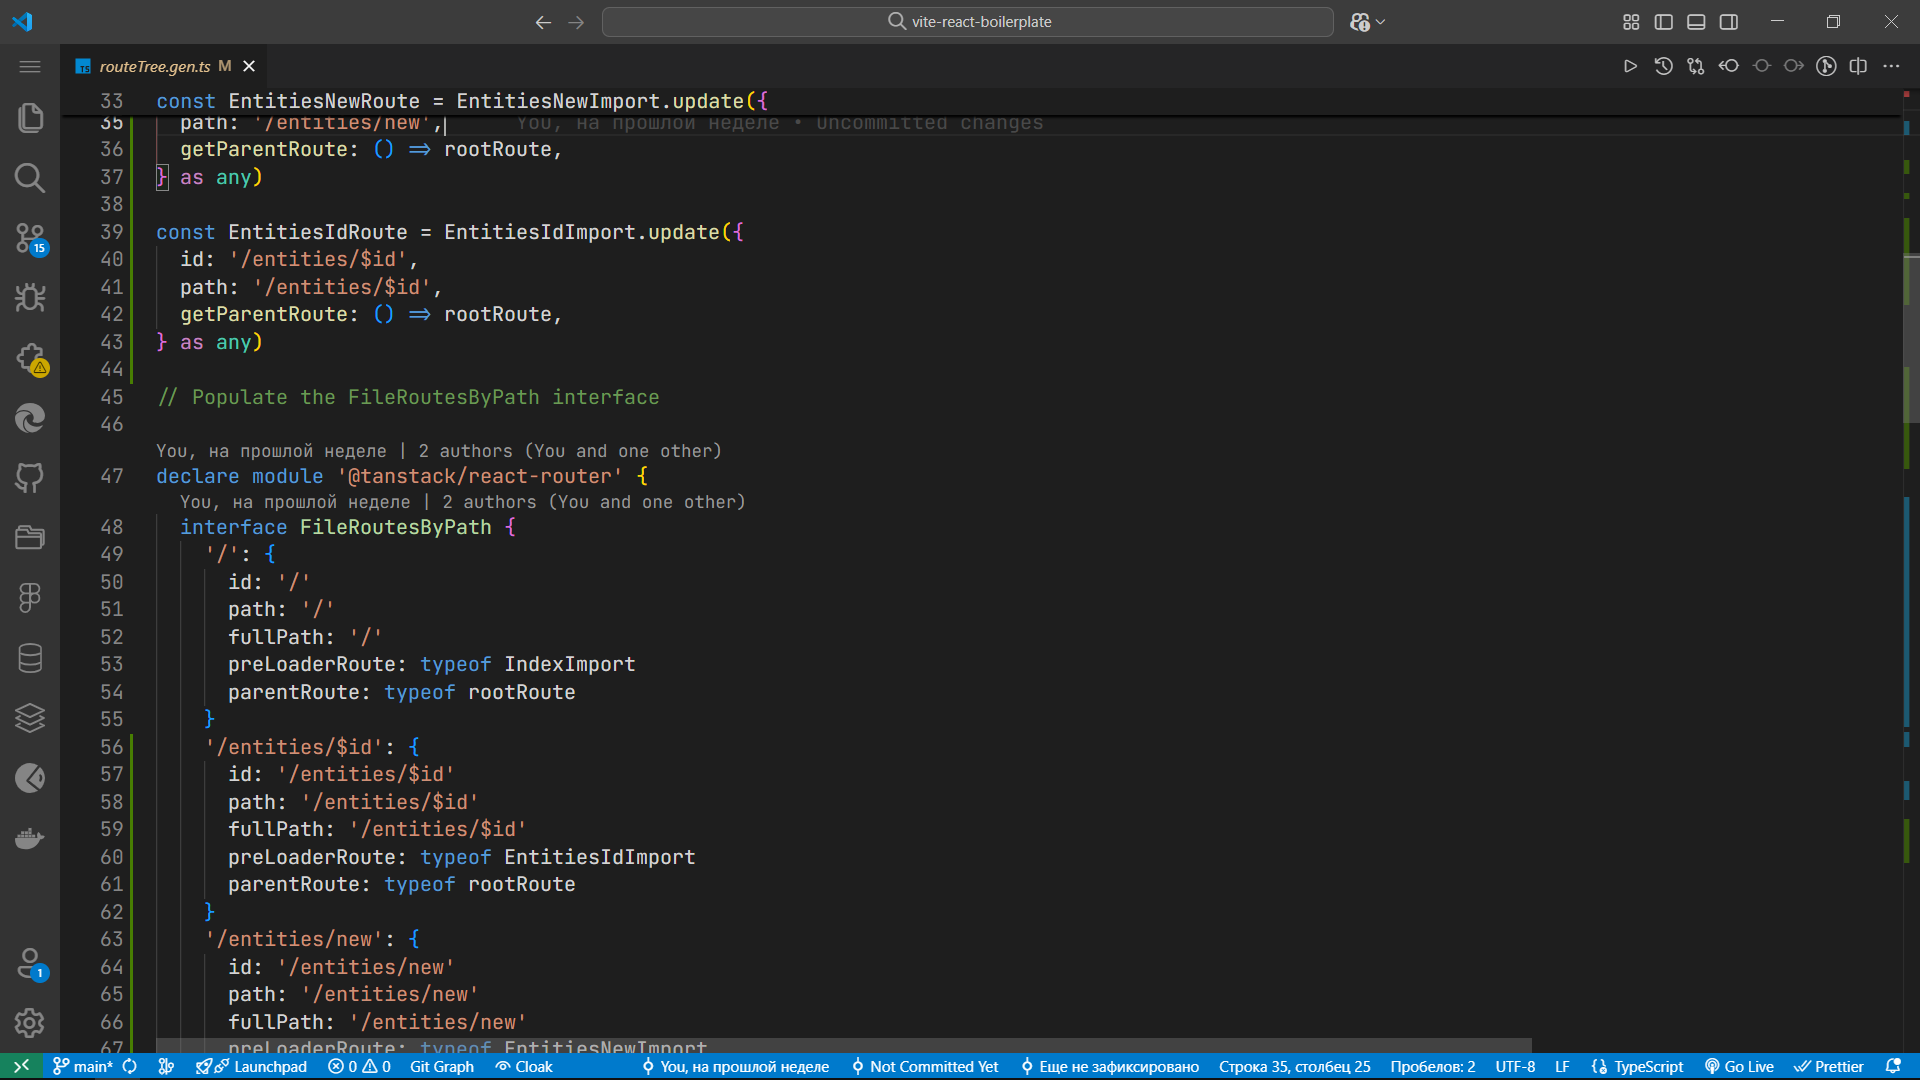 vite-react-boilerplate
TS routeTree.gen.ts M
33 const EntitiesNewRoute = EntitiesNewImport.update({
35 path: '/entities/new', You, на прошлой неделе • Uncommitted changes
36 getParentRoute: () => rootRoute,
37 } as any)
38
39 const EntitiesIdRoute = EntitiesIdImport.update({
40 id: '/entities/$id',
41 path: '/entities/$id',
42 getParentRoute: () => rootRoute,
43 } as any)
44
45 // Populate the FileRoutesByPath interface
46
You, на прошлой неделе | 2 authors (You and one other)
47 declare module '@tanstack/react-router' {
You, на прошлой неделе | 2 authors (You and one other)
48 interface FileRoutesByPath {
49 '/': {
50 id: '/'
51 path: '/'
52 fullPath: '/'
53 preLoaderRoute: typeof IndexImport
54 parentRoute: typeof rootRoute
55 }
56 '/entities/$id': {
57 id: '/entities/$id'
58 path: '/entities/$id'
59 fullPath: '/entities/$id'
60 preLoaderRoute: typeof EntitiesIdImport
61 parentRoute: typeof rootRoute
62 }
63 '/entities/new': {
64 id: '/entities/new'
65 path: '/entities/new'
66 fullPath: '/entities/new'
67 preLoaderRoute: typeof EntitiesNewImport
15
1
main* Launchpad 0 0 Git Graph Cloak You, на прошлой неделе Not Committed Yet Еще не зафиксировано Строка 35, столбец 25 Пробелов: 2 UTF-8 LF TypeScript Go Live Prettier